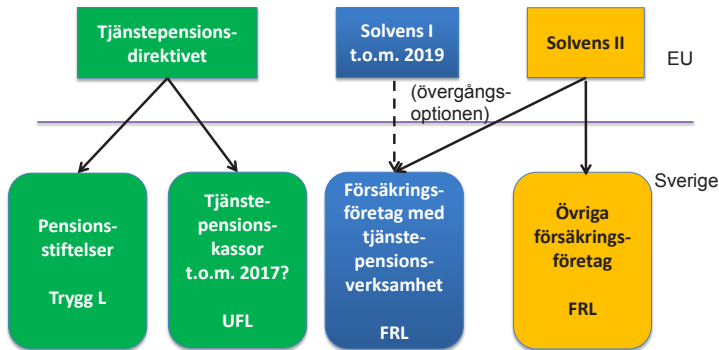 Tjänstepensions-
direktivet
Solvens I
t.o.m. 2019
Solvens II
EU
(övergångs-
optionen)
Sverige
Pensions-
stiftelser
Trygg L
Tjänste-
pensions-
kassor
t.o.m. 2017?
UFL
Försäkrings-
företag med
tjänste-
pensions-
verksamhet
FRL
Övriga
försäkrings-
företag
FRL